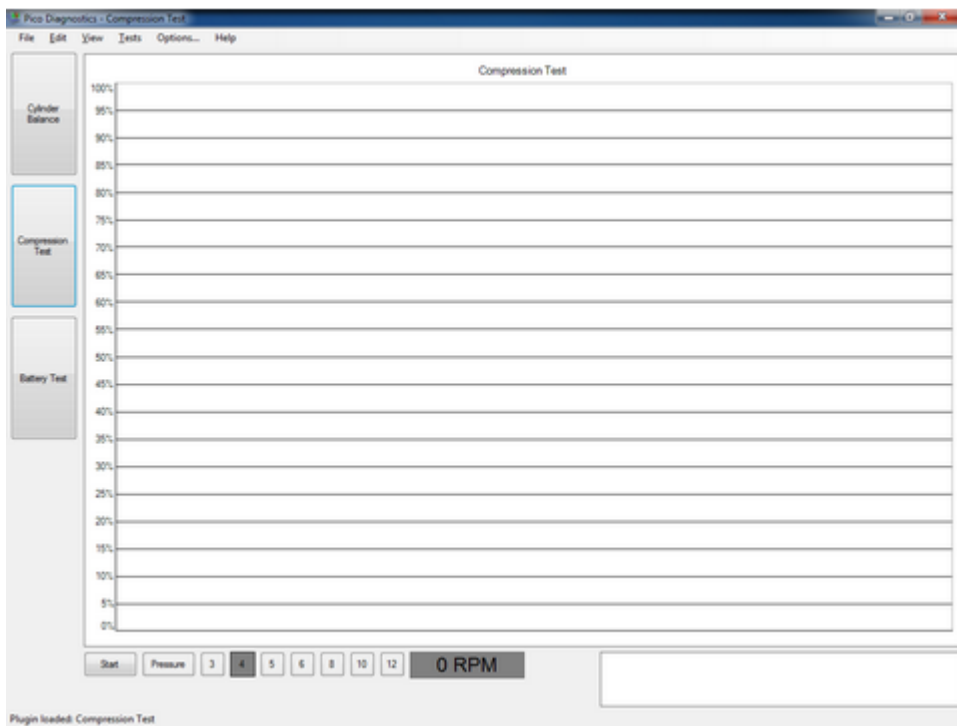 Pico Diagnostics - Compression Test
File Edit View Tests Options... Help
Compression Test
Cylinder
Balance
Compression
Test
Battery Test
100%
95%
90%
85%
80%
75%
70%
65%
60%
55%
50%
45%
40%
35%
30%
25%
20%
15%
10%
5%
0%
Start Pressure 3 4 5 6 8 10 12 0 RPM
Plugin loaded: Compression Test